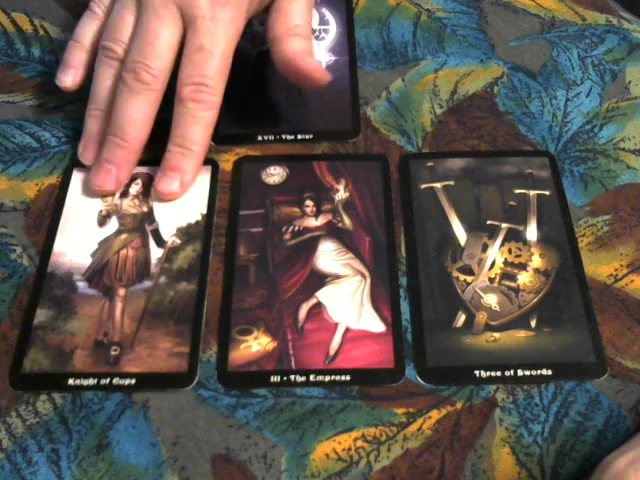 XVII • The Star
Knight of Cups
III • The Empress
Three of Swords